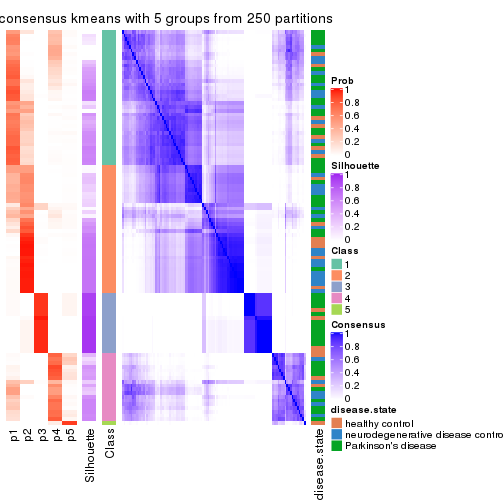 consensus kmeans with 5 groups from 250 partitions
Prob
1
0.8
0.6
0.4
0.2
0
Silhouette
1
0.8
0.6
0.4
0.2
0
Class
1
2
3
4
5
Consensus
1
0.8
0.6
0.4
0.2
0
disease.state
healthy control
neurodegenerative disease contro
Parkinson's disease
p1
p2
p3
p4
p5
Silhouette
Class
disease.state